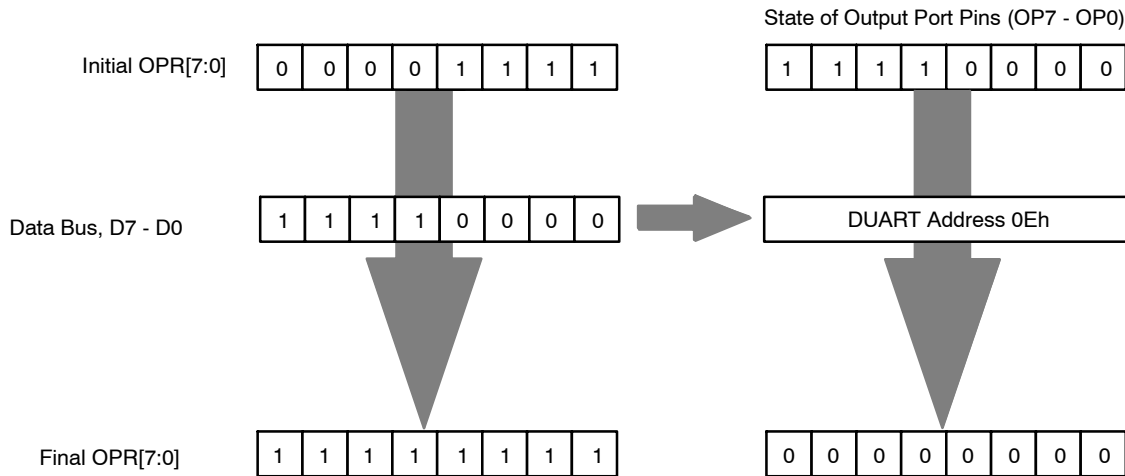 State of Output Port Pins (OP7 - OP0)
Initial OPR[7:0] 0 0 0 0 1 1 1 1 1 1 1 1 0 0 0 0
Data Bus, D7 - D0 1 1 1 1 0 0 0 0 DUART Address 0Eh
Final OPR[7:0] 1 1 1 1 1 1 1 1 0 0 0 0 0 0 0 0